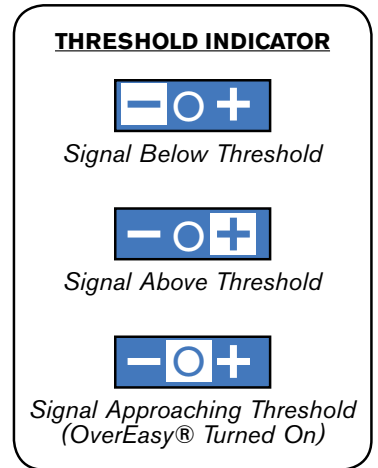 THRESHOLD INDICATOR
− O +
Signal Below Threshold
− O +
Signal Above Threshold
− O +
Signal Approaching Threshold
(OverEasy® Turned On)